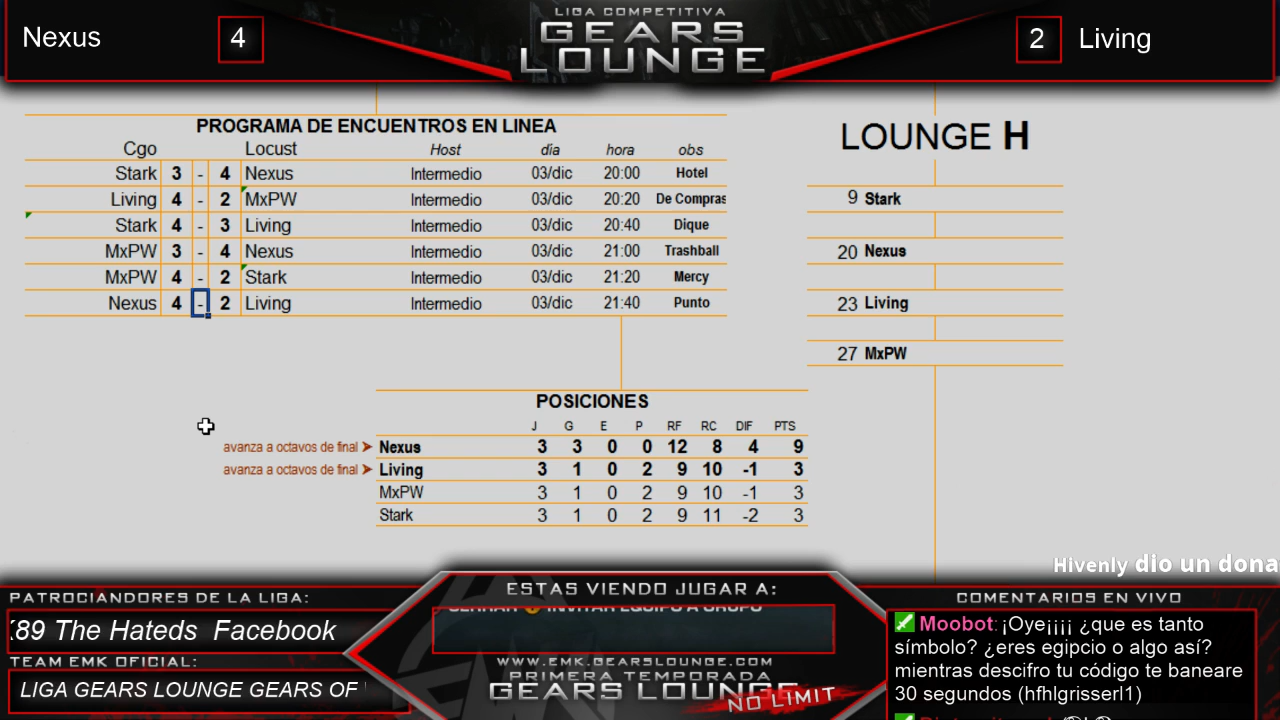 Nexus 4
LIGA COMPETITIVA
GEARS
LOUNGE
2 Living
PROGRAMA DE ENCUENTROS EN LINEA
Cgo Locust Host día hora obs
Stark 3 - 4 Nexus Intermedio 03/dic 20:00 Hotel
Living 4 - 2 MxPW Intermedio 03/dic 20:20 De Compras
Stark 4 - 3 Living Intermedio 03/dic 20:40 Dique
MxPW 3 - 4 Nexus Intermedio 03/dic 21:00 Trashball
MxPW 4 - 2 Stark Intermedio 03/dic 21:20 Mercy
Nexus 4 - 2 Living Intermedio 03/dic 21:40 Punto
LOUNGE H
9 Stark
20 Nexus
23 Living
27 MxPW
POSICIONES
J G E P RF RC DIF PTS
avanza a octavos de final ➤ Nexus 3 3 0 0 12 8 4 9
avanza a octavos de final ➤ Living 3 1 0 2 9 10 -1 3
MxPW 3 1 0 2 9 10 -1 3
Stark 3 1 0 2 9 11 -2 3
Hivenly dio un dona
PATROCIANDORES DE LA LIGA:
89 The Hateds Facebook
TEAM EMK OFICIAL:
LIGA GEARS LOUNGE GEARS OF
ESTAS VIENDO JUGAR A:
CERRAR INVITAR EQUIPO A GRUPO
WWW.EMK.GEARSLOUNGE.COM
PRIMERA TEMPORADA
GEARS LOUNGE
NO LIMIT
COMENTARIOS EN VIVO
Moobot: ¡Oye¡¡¡¡ ¿que es tanto
símbolo? ¿eres egipcio o algo así?
mientras descifro tu código te baneare
30 segundos (hfhlgrisserl1)